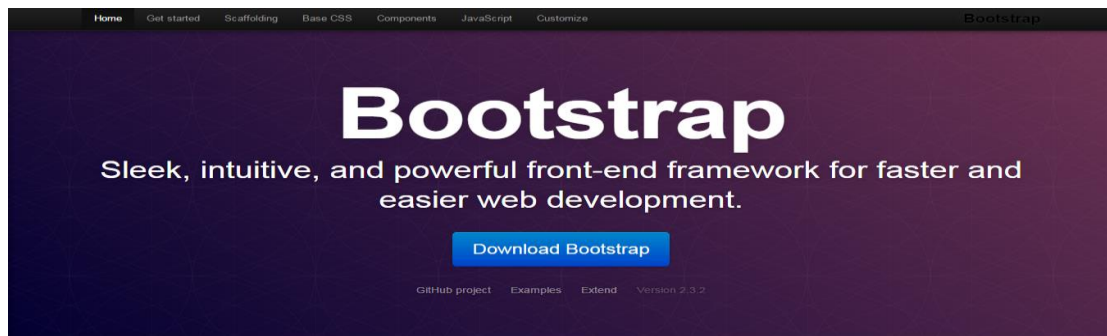 Home Get started Scaffolding Base CSS Components JavaScript Customize Bootstrap
Bootstrap
Sleek, intuitive, and powerful front-end framework for faster and
easier web development.
Download Bootstrap
GitHub project Examples Extend Version 2.3.2